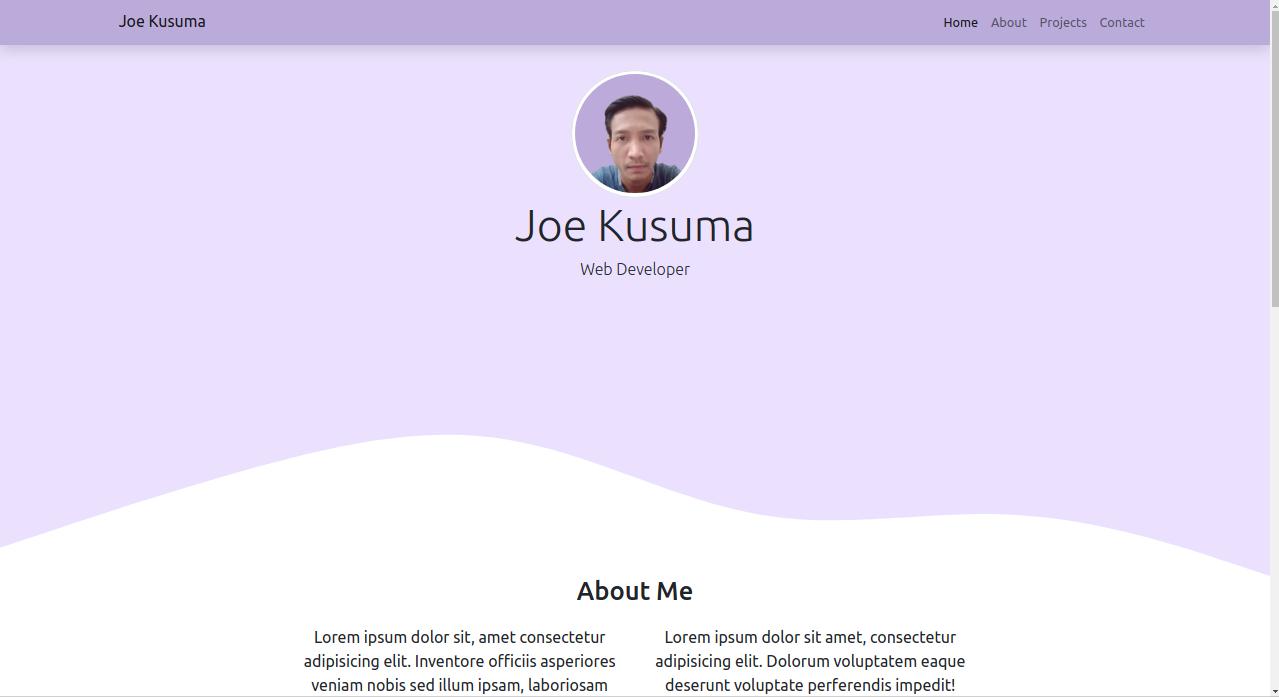 Joe Kusuma
Home About Projects Contact
Joe Kusuma
Web Developer
About Me
Lorem ipsum dolor sit, amet consectetur
adipisicing elit. Inventore officiis asperiores
veniam nobis sed illum ipsam, laboriosam
Lorem ipsum dolor sit amet, consectetur
adipisicing elit. Dolorum voluptatem eaque
deserunt voluptate perferendis impedit!